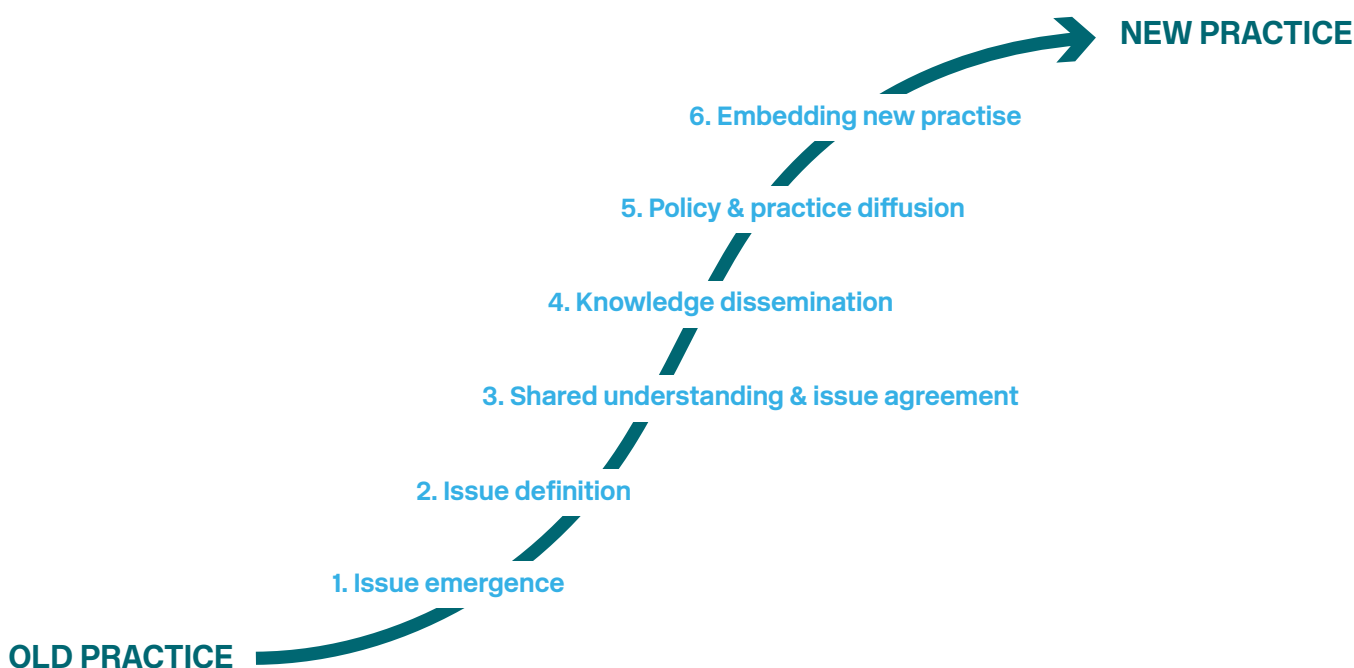 NEW PRACTICE
6. Embedding new practise
5. Policy & practice diffusion
4. Knowledge dissemination
3. Shared understanding & issue agreement
2. Issue definition
1. Issue emergence
OLD PRACTICE